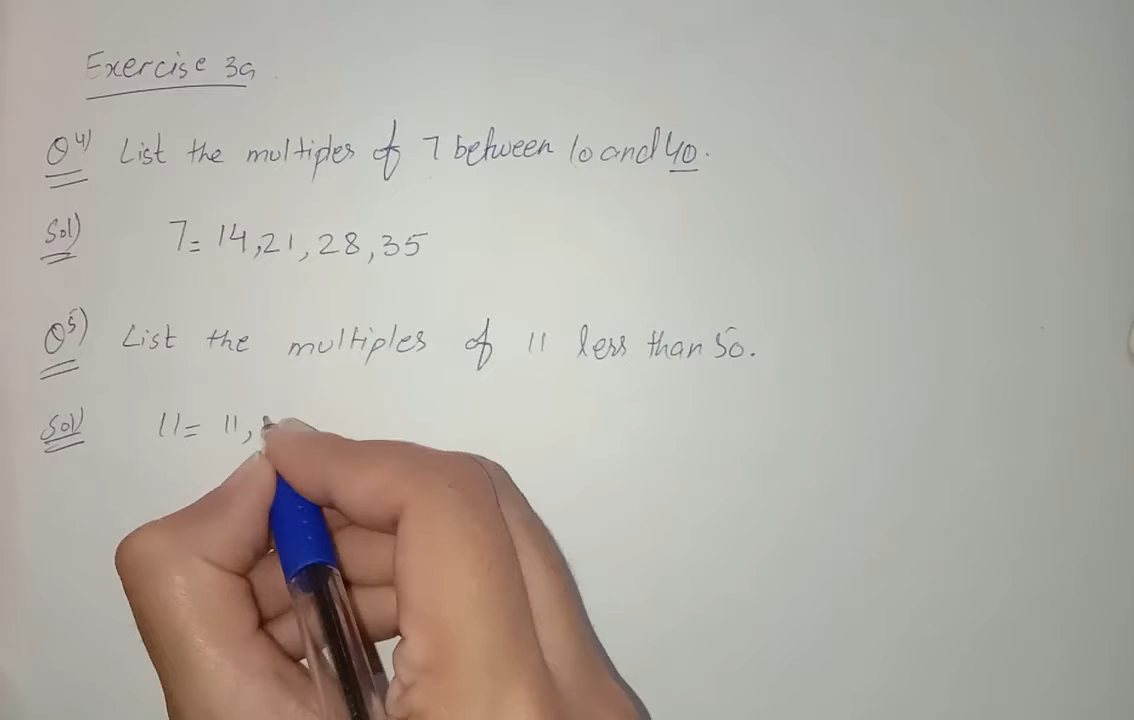 Exercise 3a
Q4) List the multiples of 7 between 10 and 40.
Sol) 7= 14,21,28,35
Q5) List the multiples of 11 less than 50.
Sol) 11= 11,